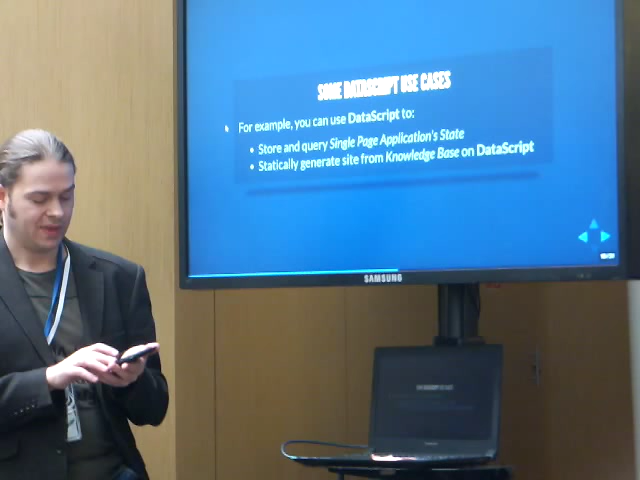 SOME DATASCRIPT USE CASES
For example, you can use DataScript to:
• Store and query Single Page Application's State
• Statically generate site from Knowledge Base on DataScript
SAMSUNG